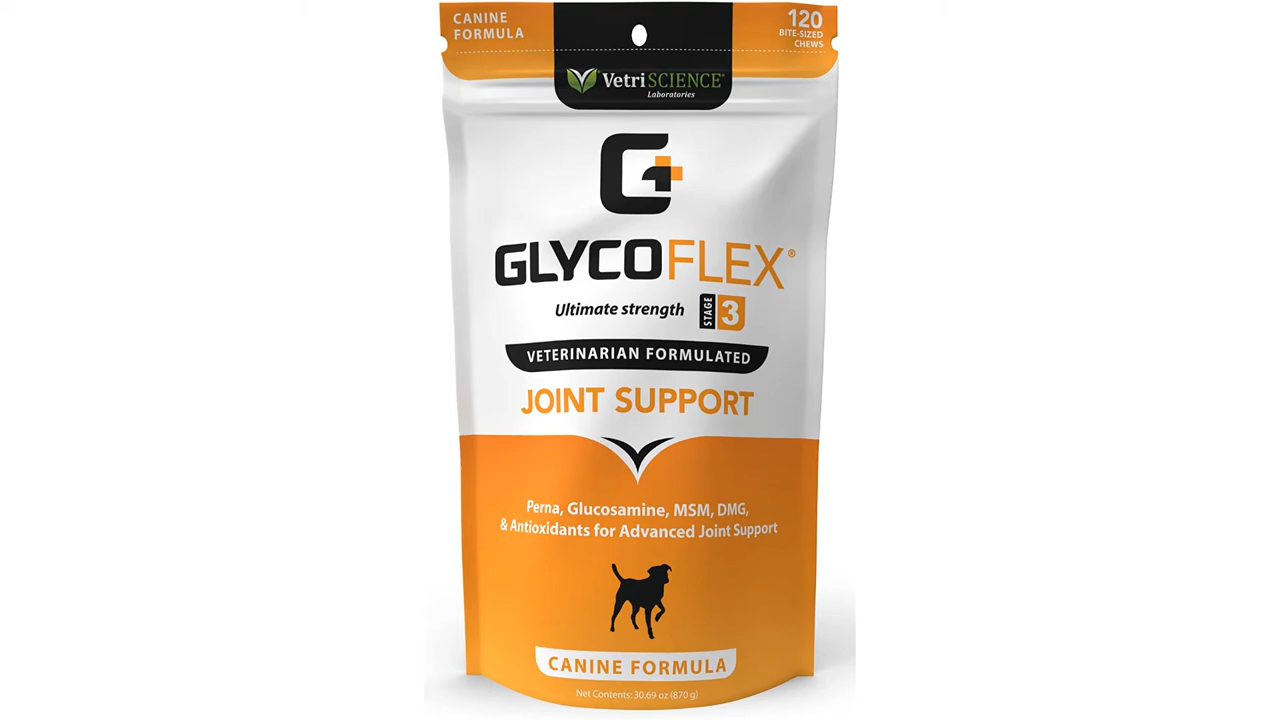 CANINE
FORMULA
120
BITE-SIZED
CHEWS
VetriSCIENCE®
Laboratories
G+
GLYCOFLEX®
Ultimate strength
STAGE 3
VETERINARIAN FORMULATED
JOINT SUPPORT
Perna, Glucosamine, MSM, DMG,
& Antioxidants for Advanced Joint Support
CANINE FORMULA
Net Contents: 30.69 oz (870 g)